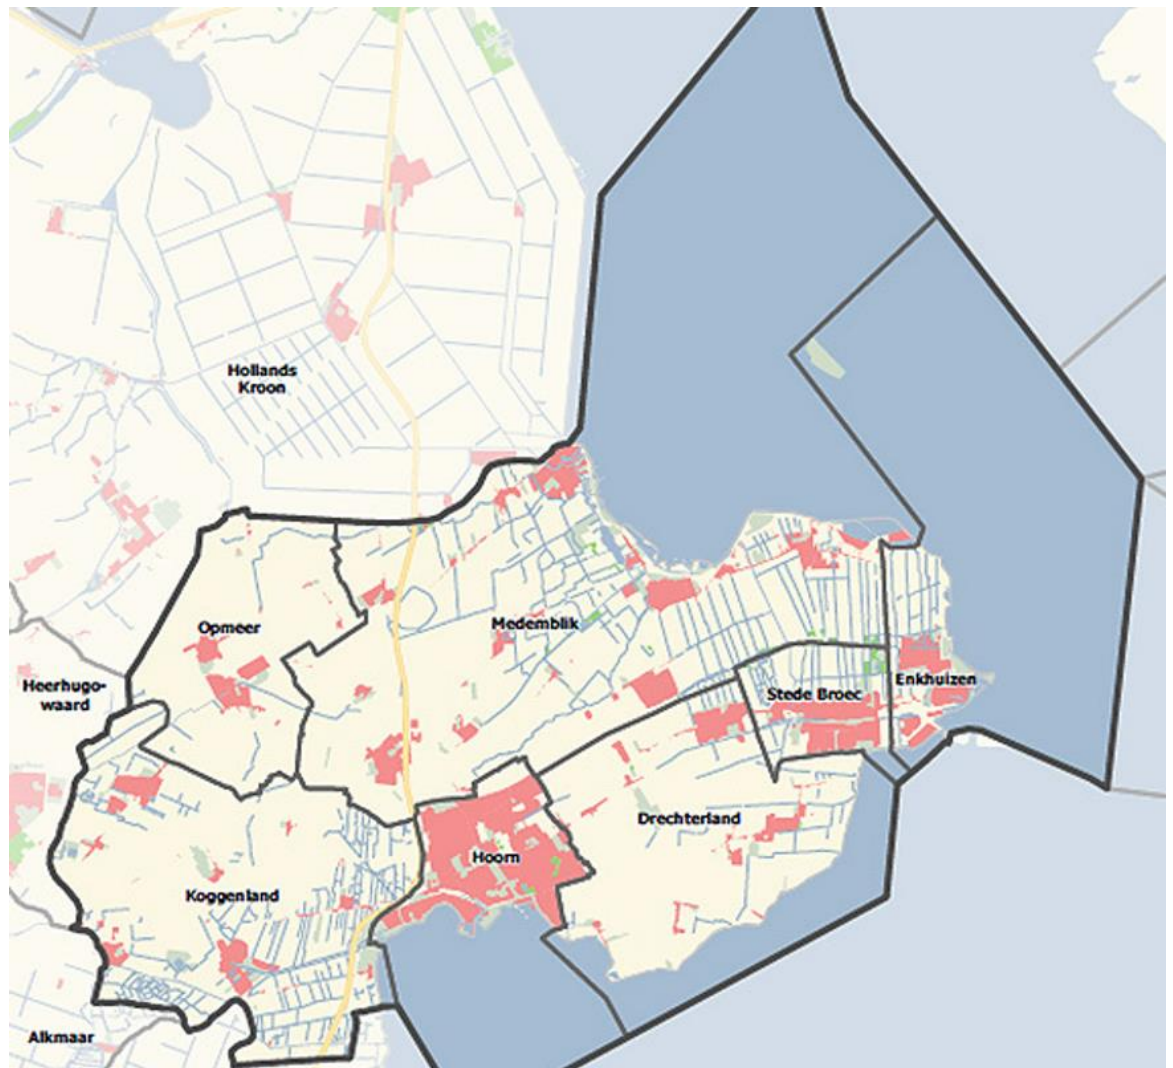 Hollands
Kroon
Opmeer
Medemblik
Heerhugo-
waard
Stede Broec
Enkhuizen
Drechterland
Hoorn
Koggenland
Alkmaar